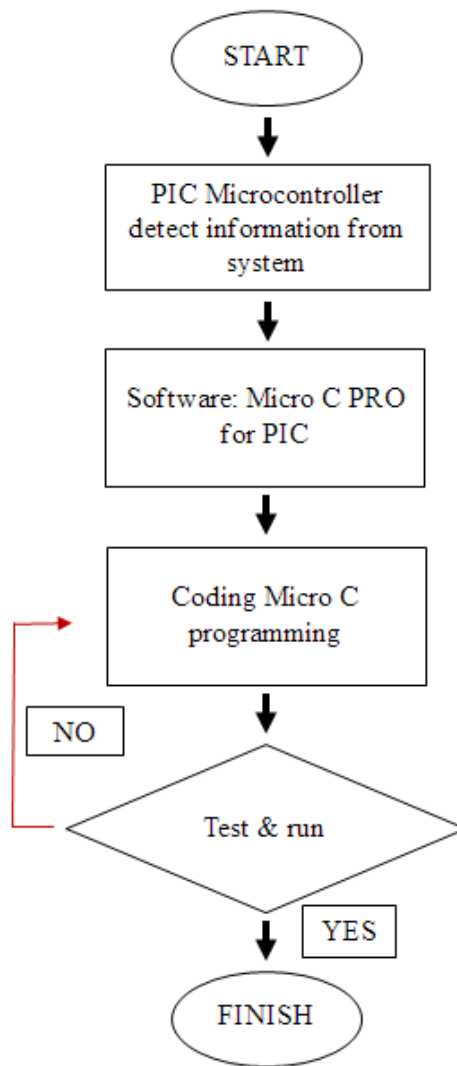 START
PIC Microcontroller
detect information from
system
Software: Micro C PRO
for PIC
Coding Micro C
programming
NO
Test & run
YES
FINISH